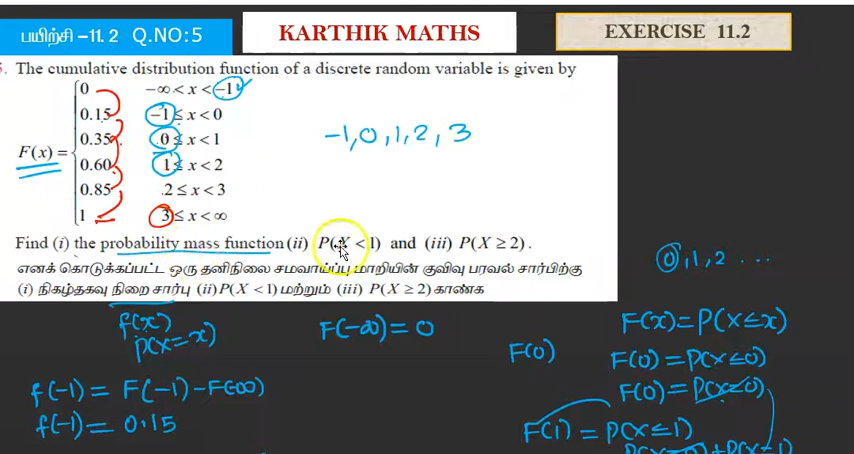 பயிற்சி –11. 2 Q.NO:5
KARTHIK MATHS
EXERCISE 11.2
5. The cumulative distribution function of a discrete random variable is given by
0 −∞ < x < −1
0.15 −1 ≤ x < 0
0.35 0 ≤ x < 1
F(x) = 0.60 1 ≤ x < 2
0.85 2 ≤ x < 3
1 3 ≤ x < ∞
−1, 0, 1, 2, 3
Find (i) the probability mass function (ii) P(X < 1) and (iii) P(X ≥ 2) .
எனக் கொடுக்கப்பட்ட ஒரு தனிநிலை சமவாய்ப்பு மாறியின் குவிவு பரவல் சார்பிற்கு
(i) நிகழ்தகவு நிறை சார்பு (ii) P(X < 1) மற்றும் (iii) P(X ≥ 2) காண்க
0, 1, 2 ...
f(x)
P(X=x)
F(-∞) = 0
F(x) = P(X≤x)
F(0)
F(0) = P(X≤0)
F(0) = P(X=0)
f(-1) = F(-1) - F(-∞)
f(-1) = 0.15
F(1) = P(X≤1)
P(X=0) + P(X=1)